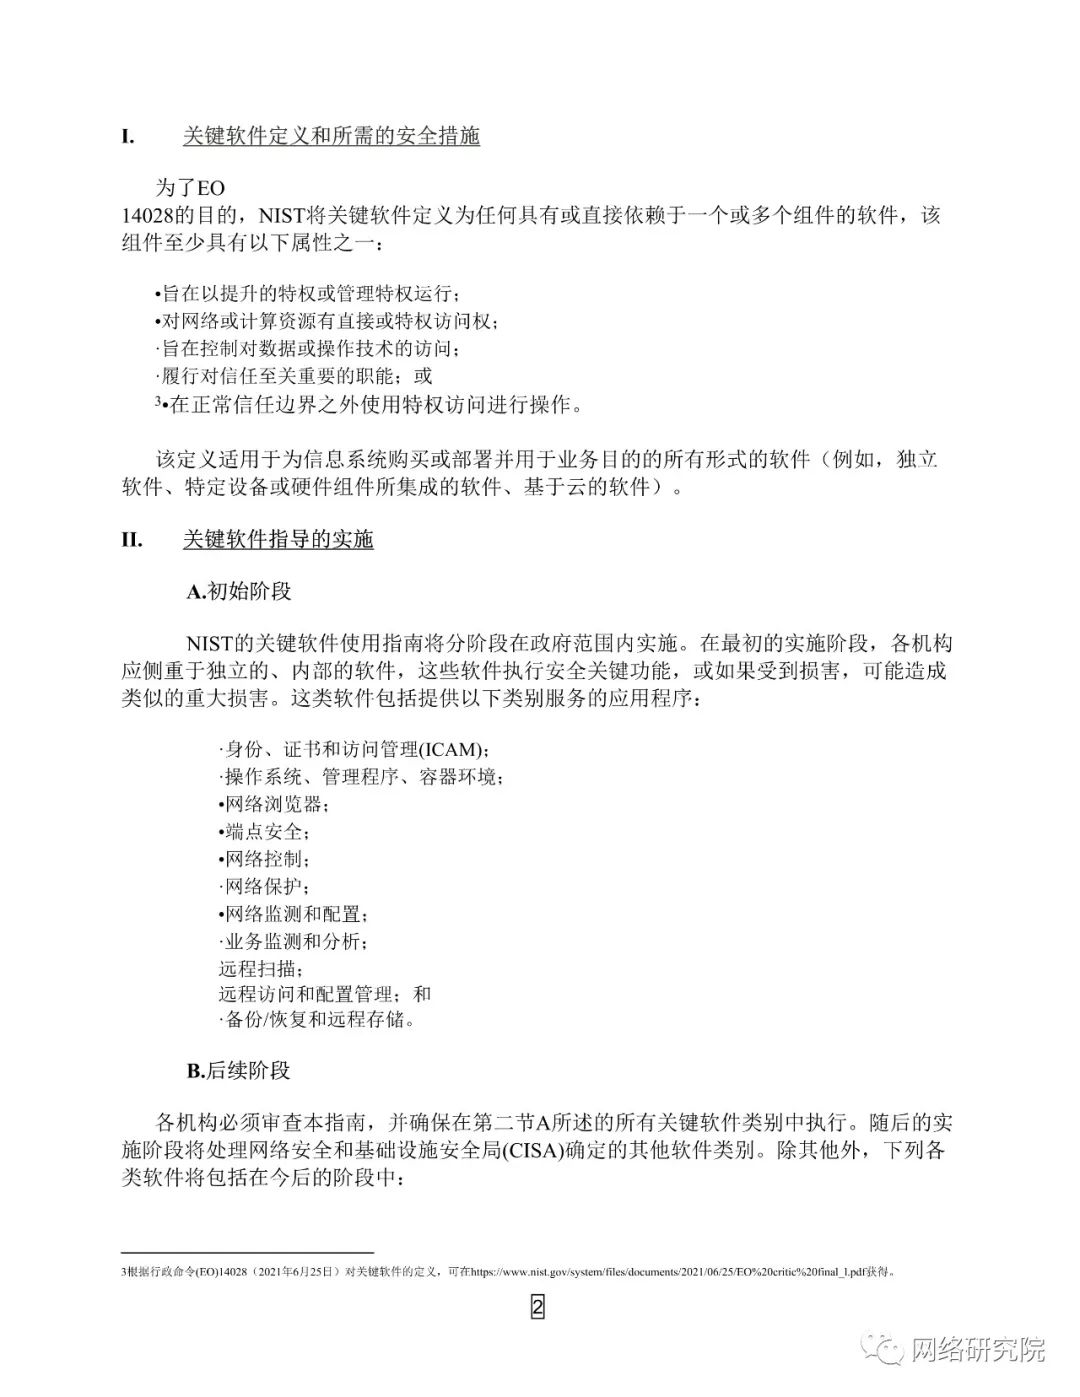 I. 关键软件定义和所需的安全措施
为了EO
14028的目的，NIST将关键软件定义为任何具有或直接依赖于一个或多个组件的软件，该
组件至少具有以下属性之一：
•旨在以提升的特权或管理特权运行；
•对网络或计算资源有直接或特权访问权；
·旨在控制对数据或操作技术的访问；
·履行对信任至关重要的职能；或
3•在正常信任边界之外使用特权访问进行操作。
该定义适用于为信息系统购买或部署并用于业务目的的所有形式的软件（例如，独立
软件、特定设备或硬件组件所集成的软件、基于云的软件）。
II. 关键软件指导的实施
A.初始阶段
NIST的关键软件使用指南将分阶段在政府范围内实施。在最初的实施阶段，各机构
应侧重于独立的、内部的软件，这些软件执行安全关键功能，或如果受到损害，可能造成
类似的重大损害。这类软件包括提供以下类别服务的应用程序：
·身份、证书和访问管理(ICAM)；
·操作系统、管理程序、容器环境；
•网络浏览器；
•端点安全；
•网络控制；
·网络保护；
•网络监测和配置；
·业务监测和分析；
远程扫描；
远程访问和配置管理；和
·备份/恢复和远程存储。
B.后续阶段
各机构必须审查本指南，并确保在第二节A所述的所有关键软件类别中执行。随后的实
施阶段将处理网络安全和基础设施安全局(CISA)确定的其他软件类别。除其他外，下列各
类软件将包括在今后的阶段中：
3根据行政命令(EO)14028（2021年6月25日）对关键软件的定义，可在https://www.nist.gov/system/files/documents/2021/06/25/EO%20critic%20final_l.pdf获得。
2
网络研究院